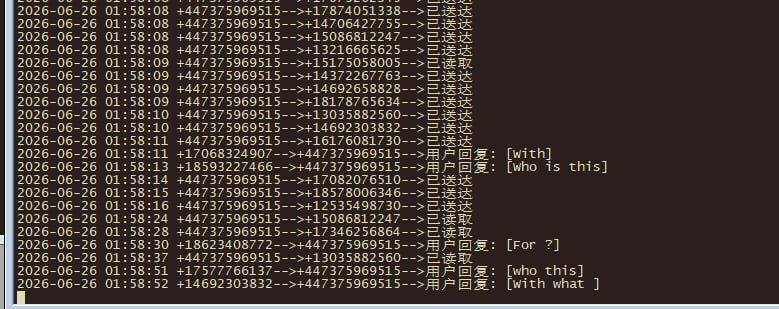 2026-06-26 01:58:08 +447375969515-->+17874051338-->已送达
2026-06-26 01:58:08 +447375969515-->+14706427755-->已送达
2026-06-26 01:58:08 +447375969515-->+15086812247-->已送达
2026-06-26 01:58:08 +447375969515-->+13216665625-->已送达
2026-06-26 01:58:09 +447375969515-->+15175058005-->已读取
2026-06-26 01:58:09 +447375969515-->+14372267763-->已送达
2026-06-26 01:58:09 +447375969515-->+14692658828-->已送达
2026-06-26 01:58:09 +447375969515-->+18178765634-->已送达
2026-06-26 01:58:10 +447375969515-->+13035882560-->已送达
2026-06-26 01:58:10 +447375969515-->+14692303832-->已送达
2026-06-26 01:58:11 +447375969515-->+16176081730-->已送达
2026-06-26 01:58:11 +17068324907-->+447375969515-->用户回复: [With]
2026-06-26 01:58:13 +18593227466-->+447375969515-->用户回复: [Who is this]
2026-06-26 01:58:14 +447375969515-->+17082076510-->已送达
2026-06-26 01:58:15 +447375969515-->+18578006346-->已送达
2026-06-26 01:58:16 +447375969515-->+12535498730-->已送达
2026-06-26 01:58:24 +447375969515-->+15086812247-->已读取
2026-06-26 01:58:28 +447375969515-->+17346256864-->已读取
2026-06-26 01:58:30 +18623408772-->+447375969515-->用户回复: [For ?]
2026-06-26 01:58:37 +447375969515-->+13035882560-->已读取
2026-06-26 01:58:51 +17577766137-->+447375969515-->用户回复: [who this]
2026-06-26 01:58:52 +14692303832-->+447375969515-->用户回复: [With what ]